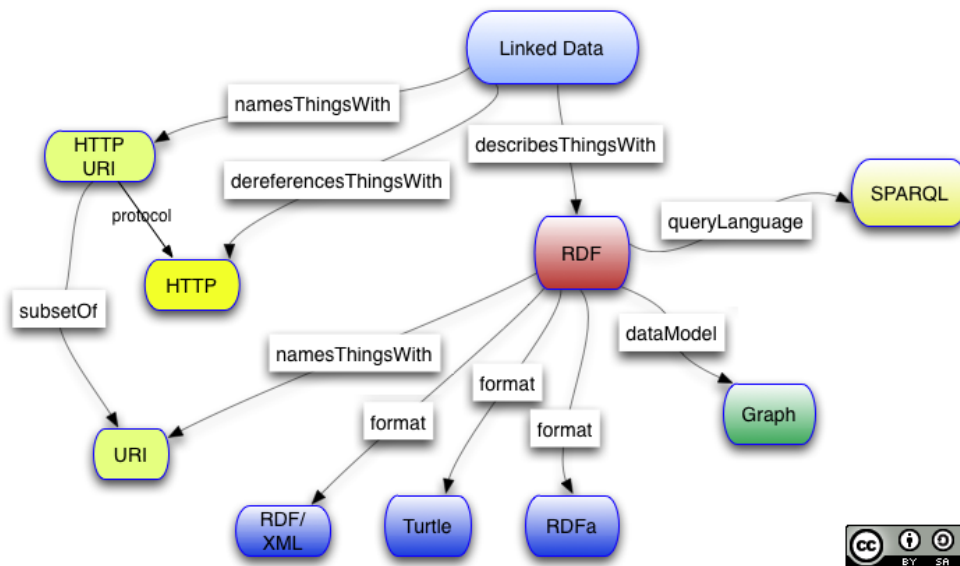 Linked Data
namesThingsWith
HTTP
URI
describesThingsWith
dereferencesThingsWith
SPARQL
protocol
queryLanguage
RDF
HTTP
subsetOf
namesThingsWith
dataModel
format
format
format
Graph
URI
RDF/
XML
Turtle
RDFa
cc
BY SA